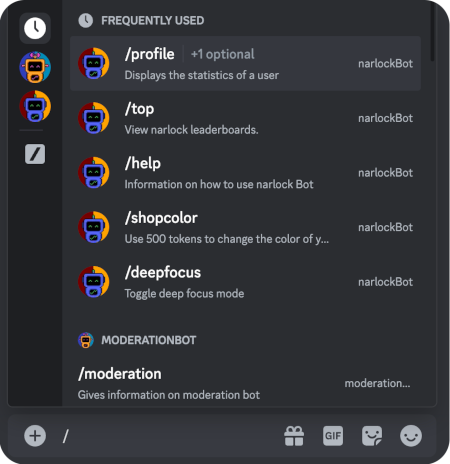 FREQUENTLY USED
/profile +1 optional
Displays the statistics of a user
narlockBot
/top
View narlock leaderboards.
narlockBot
/help
Information on how to use narlock Bot
narlockBot
/shopcolor
Use 500 tokens to change the color of y...
narlockBot
/deepfocus
Toggle deep focus mode
narlockBot
MODERATIONBOT
/moderation
Gives information on moderation bot
moderation...
/
GIF